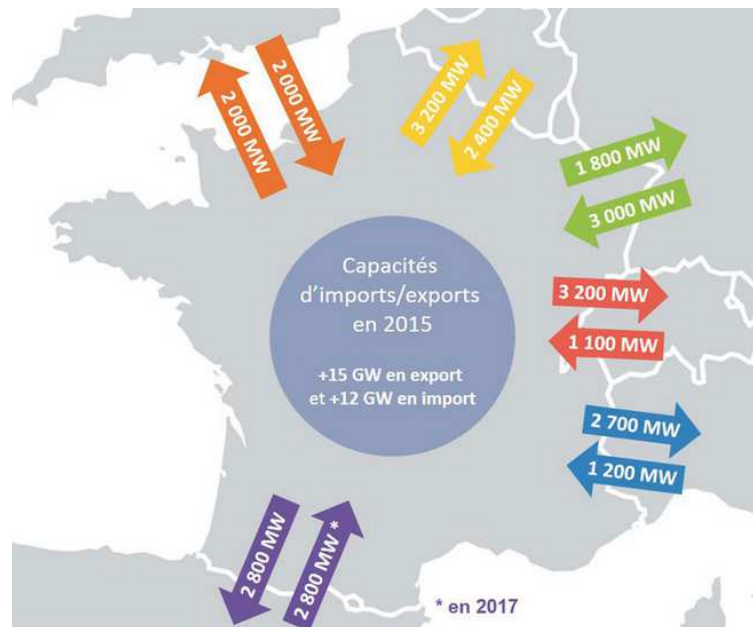 2 000 MW
2 000 MW
3 200 MW
2 400 MW
1 800 MW
3 000 MW
Capacités
d'imports/exports
en 2015
+15 GW en export
et +12 GW en import
3 200 MW
1 100 MW
2 700 MW
1 200 MW
2 800 MW
2 800 MW *
* en 2017